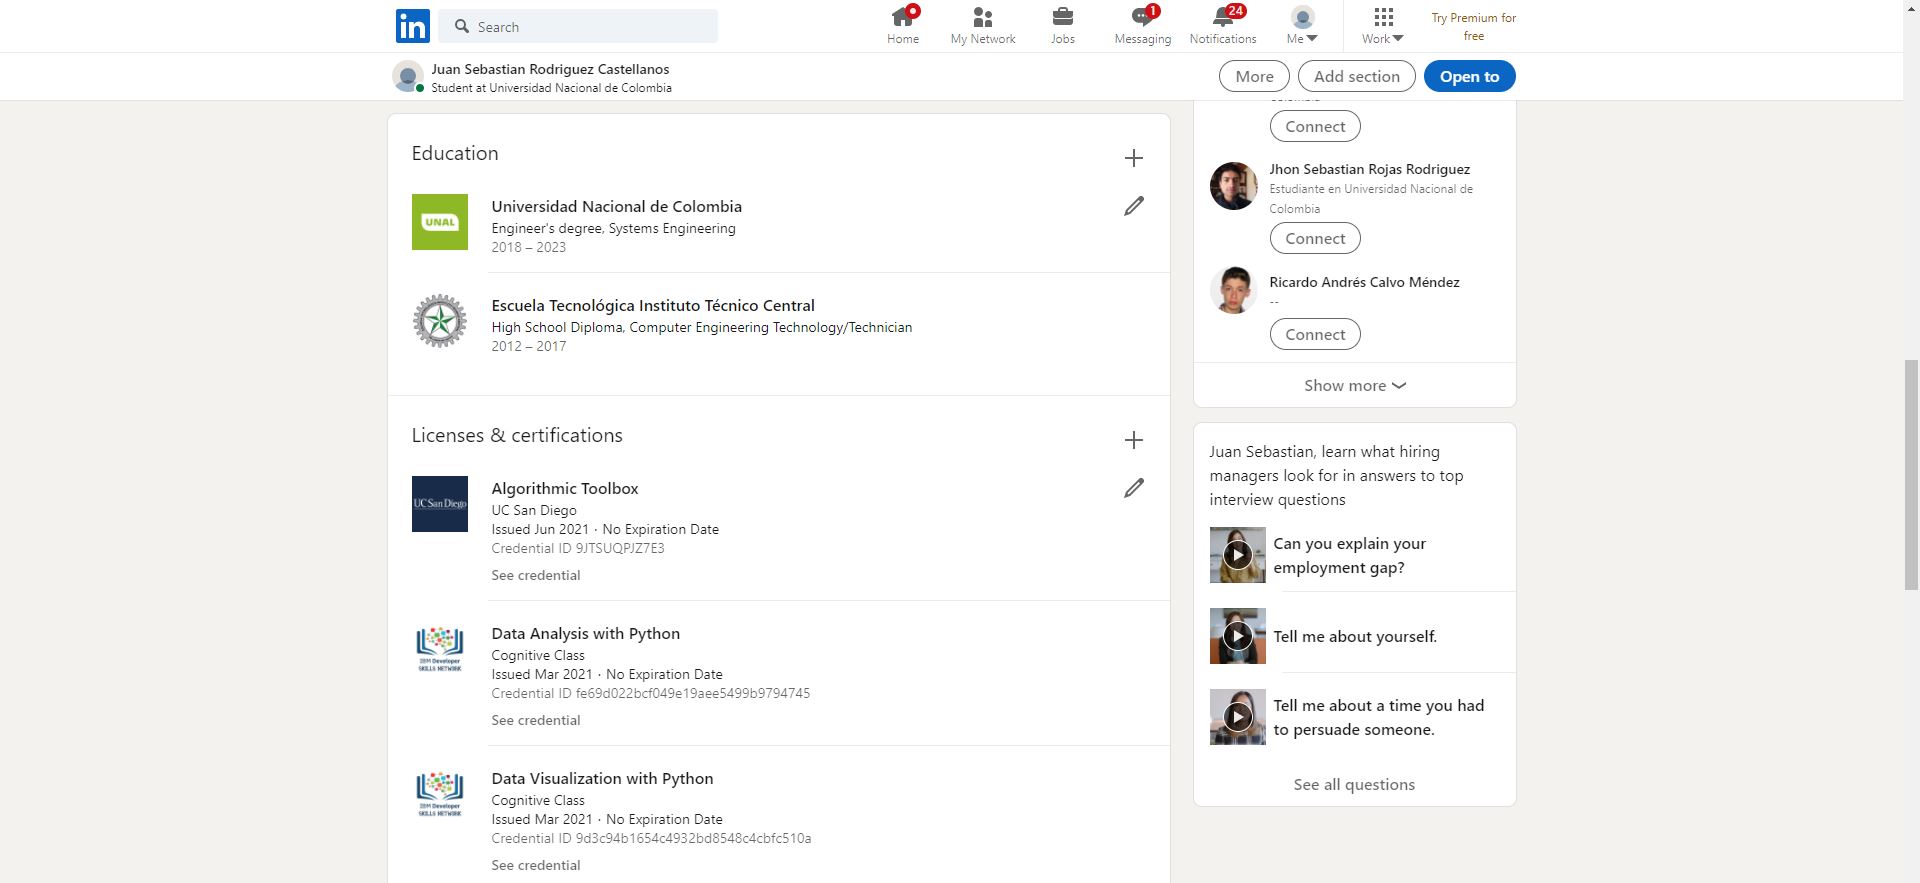 in
Search
Home
My Network
Jobs
1
Messaging
24
Notifications
Me
Work
Try Premium for
free
Juan Sebastian Rodriguez Castellanos
Student at Universidad Nacional de Colombia
More
Add section
Open to
Education
UNAL
Universidad Nacional de Colombia
Engineer's degree, Systems Engineering
2018 – 2023
Escuela Tecnológica Instituto Técnico Central
High School Diploma, Computer Engineering Technology/Technician
2012 – 2017
Licenses & certifications
UC San Diego
Algorithmic Toolbox
UC San Diego
Issued Jun 2021 · No Expiration Date
Credential ID 9JTSUQPJZ7E3
See credential
IBM Developer
SKILLS NETWORK
Data Analysis with Python
Cognitive Class
Issued Mar 2021 · No Expiration Date
Credential ID fe69d022bcf049e19aee5499b9794745
See credential
IBM Developer
SKILLS NETWORK
Data Visualization with Python
Cognitive Class
Issued Mar 2021 · No Expiration Date
Credential ID 9d3c94b1654c4932bd8548c4cbfc510a
See credential
Connect
Jhon Sebastian Rojas Rodriguez
Estudiante en Universidad Nacional de
Colombia
Connect
Ricardo Andrés Calvo Méndez
--
Connect
Show more
Juan Sebastian, learn what hiring
managers look for in answers to top
interview questions
Can you explain your
employment gap?
Tell me about yourself.
Tell me about a time you had
to persuade someone.
See all questions